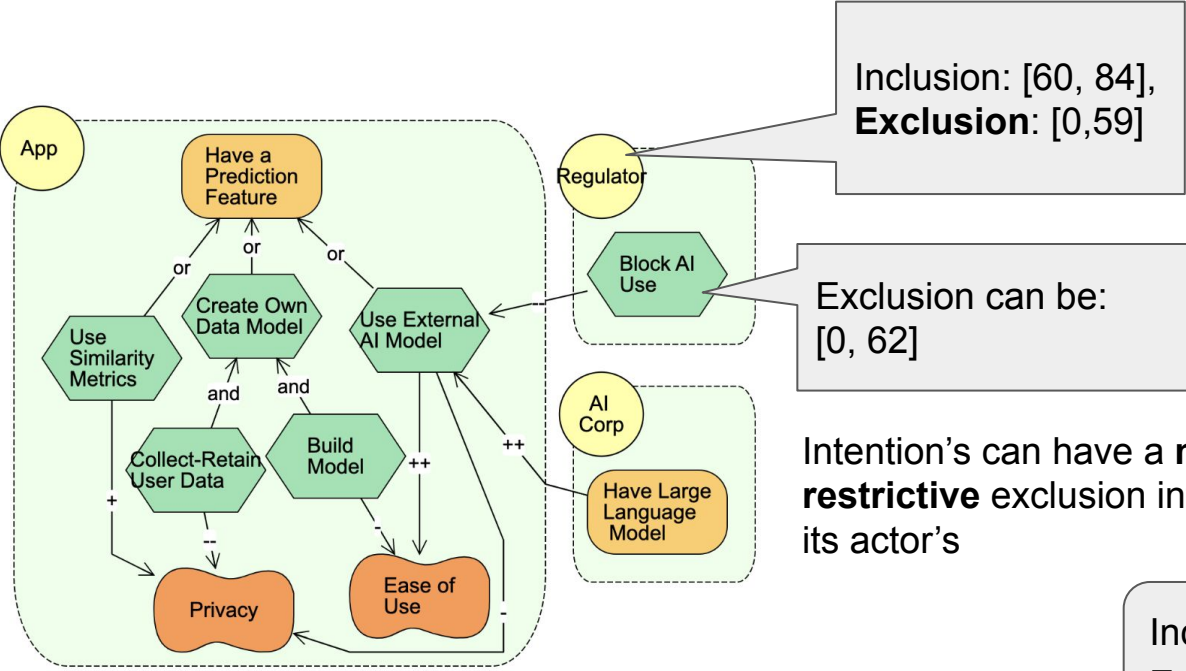 Inclusion: [60, 84],
Exclusion: [0,59]
App
Have a
Prediction
Feature
Regulator
or
or
or
Block AI
Use
Exclusion can be:
[0, 62]
Create Own
Data Model
Use External
AI Model
--
Use
Similarity
Metrics
and
and
AI
Corp
Collect-Retain
User Data
Build
Model
++
++
Intention's can have a
restrictive exclusion in
its actor's
+
Have Large
Language
Model
--
-
Privacy
Ease of
Use
-